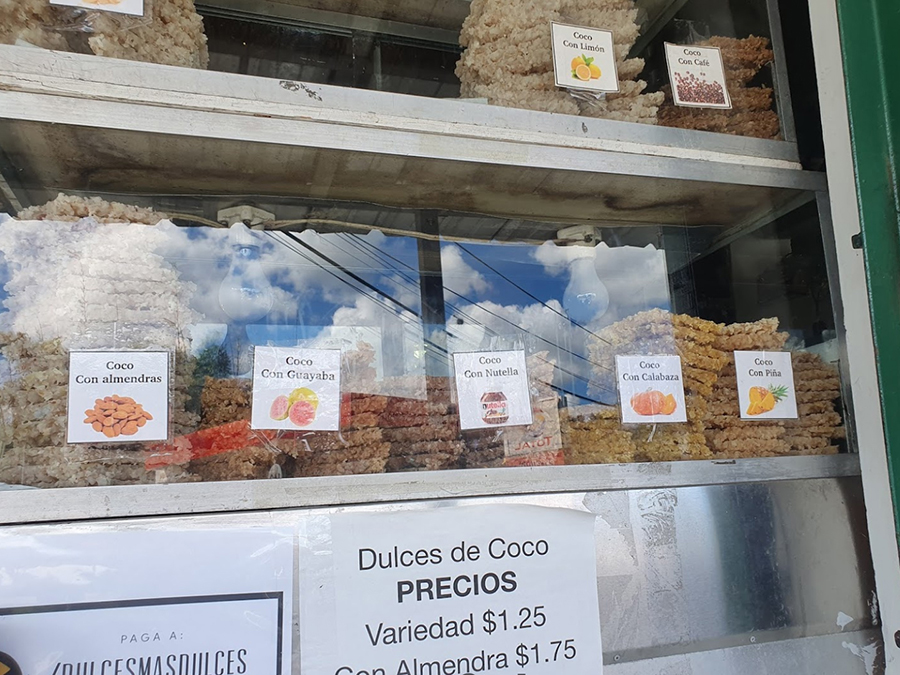 Coco
Con Limón
Coco
Con Café
Coco
Con almendras
Coco
Con Guayaba
Coco
Con Nutella
nutella
Coco
Con Calabaza
Coco
Con Piña
Dulces de Coco
PRECIOS
Variedad $1.25
Con Almendra $1.75
PAGA A:
/DULCESMASDULCES